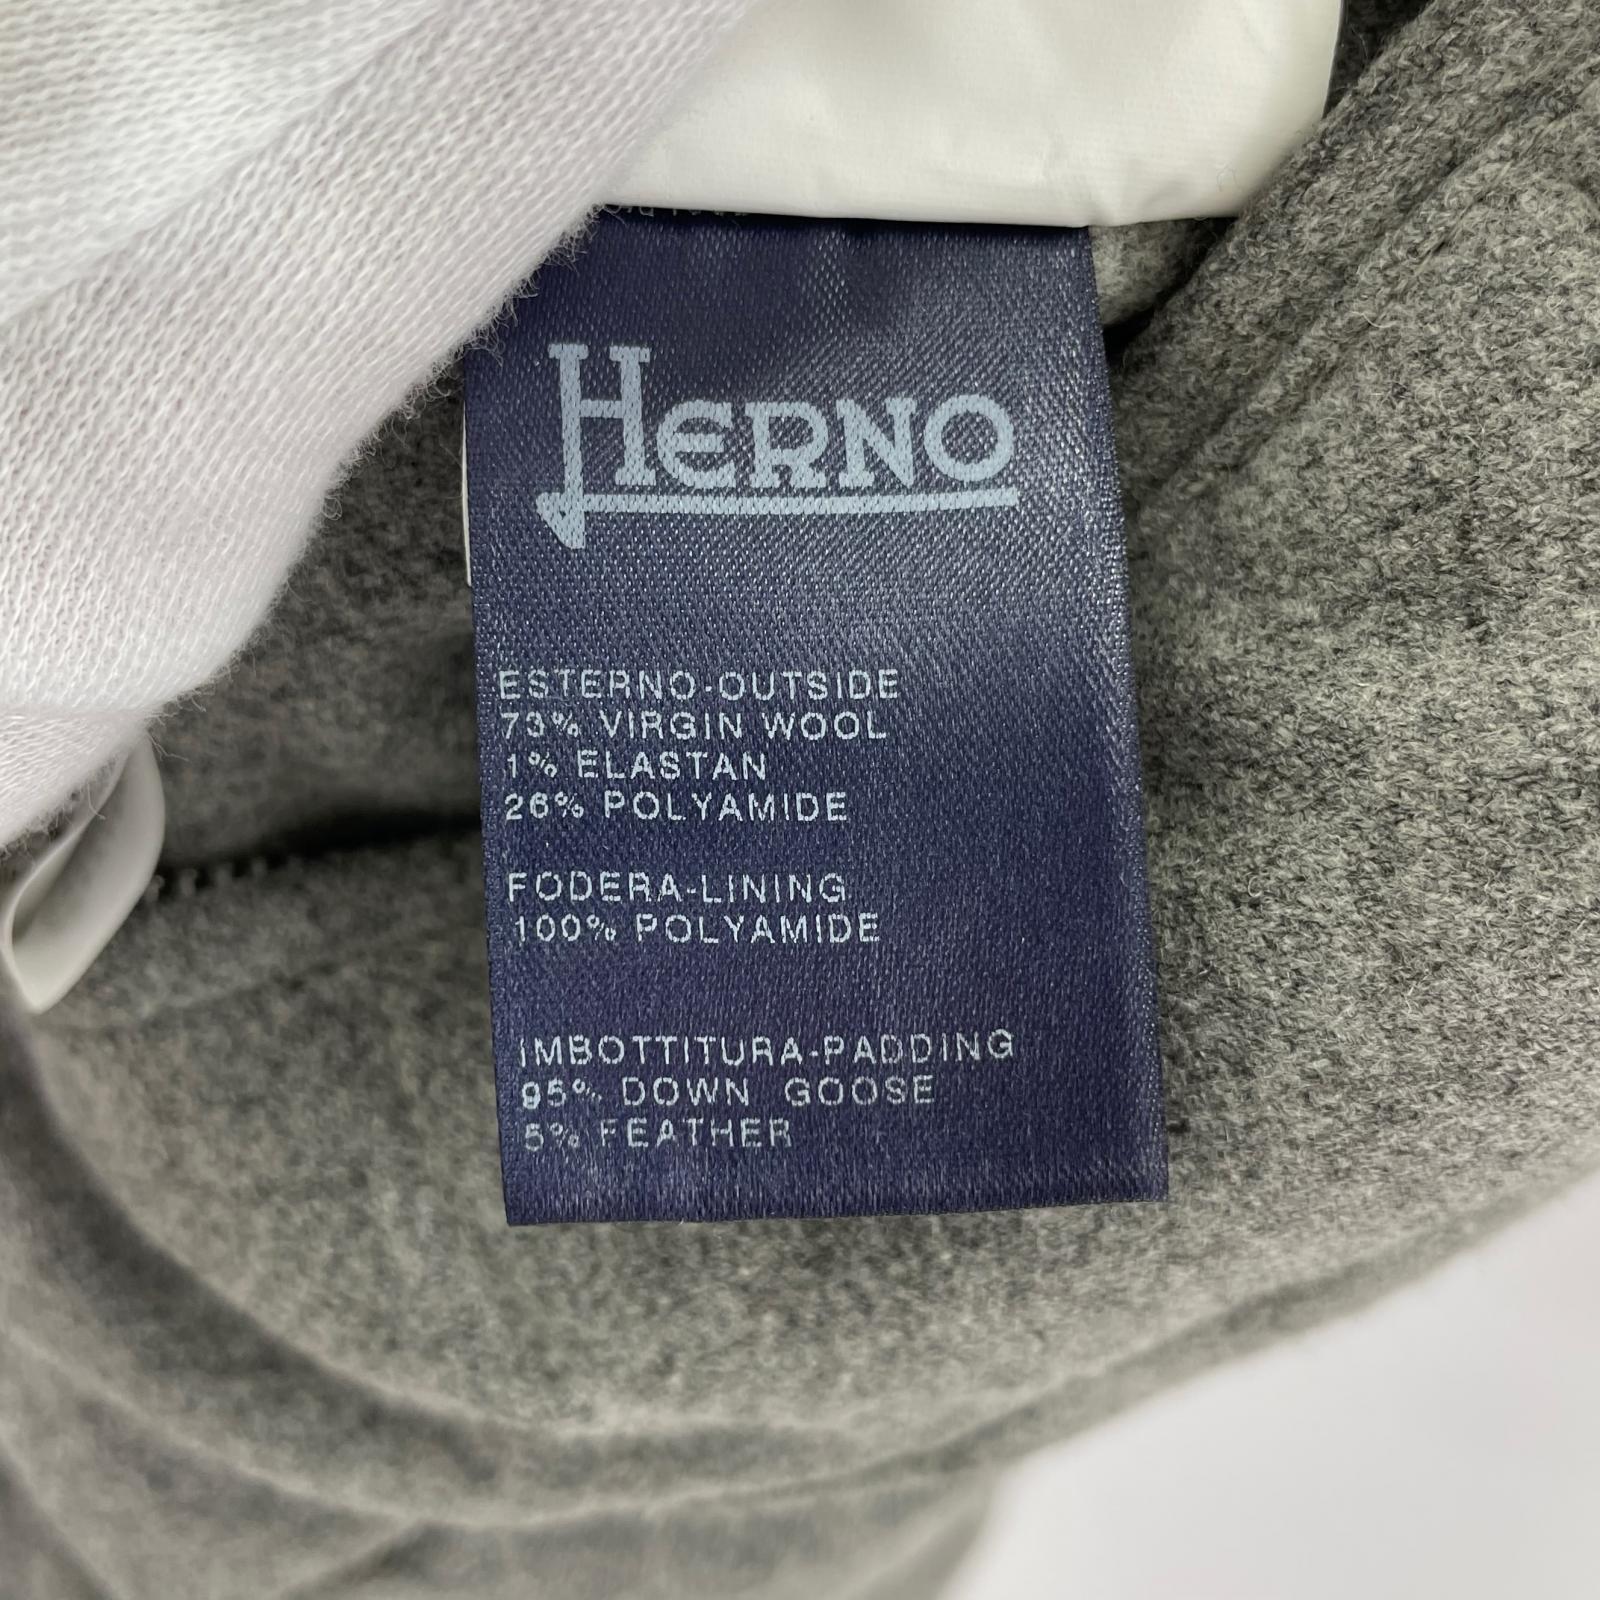 HERNO
ESTERNO-OUTSIDE
73% VIRGIN WOOL
1% ELASTAN
26% POLYAMIDE
FODERA-LINING
100% POLYAMIDE
IMBOTTITURA-PADDING
95% DOWN GOOSE
5% FEATHER